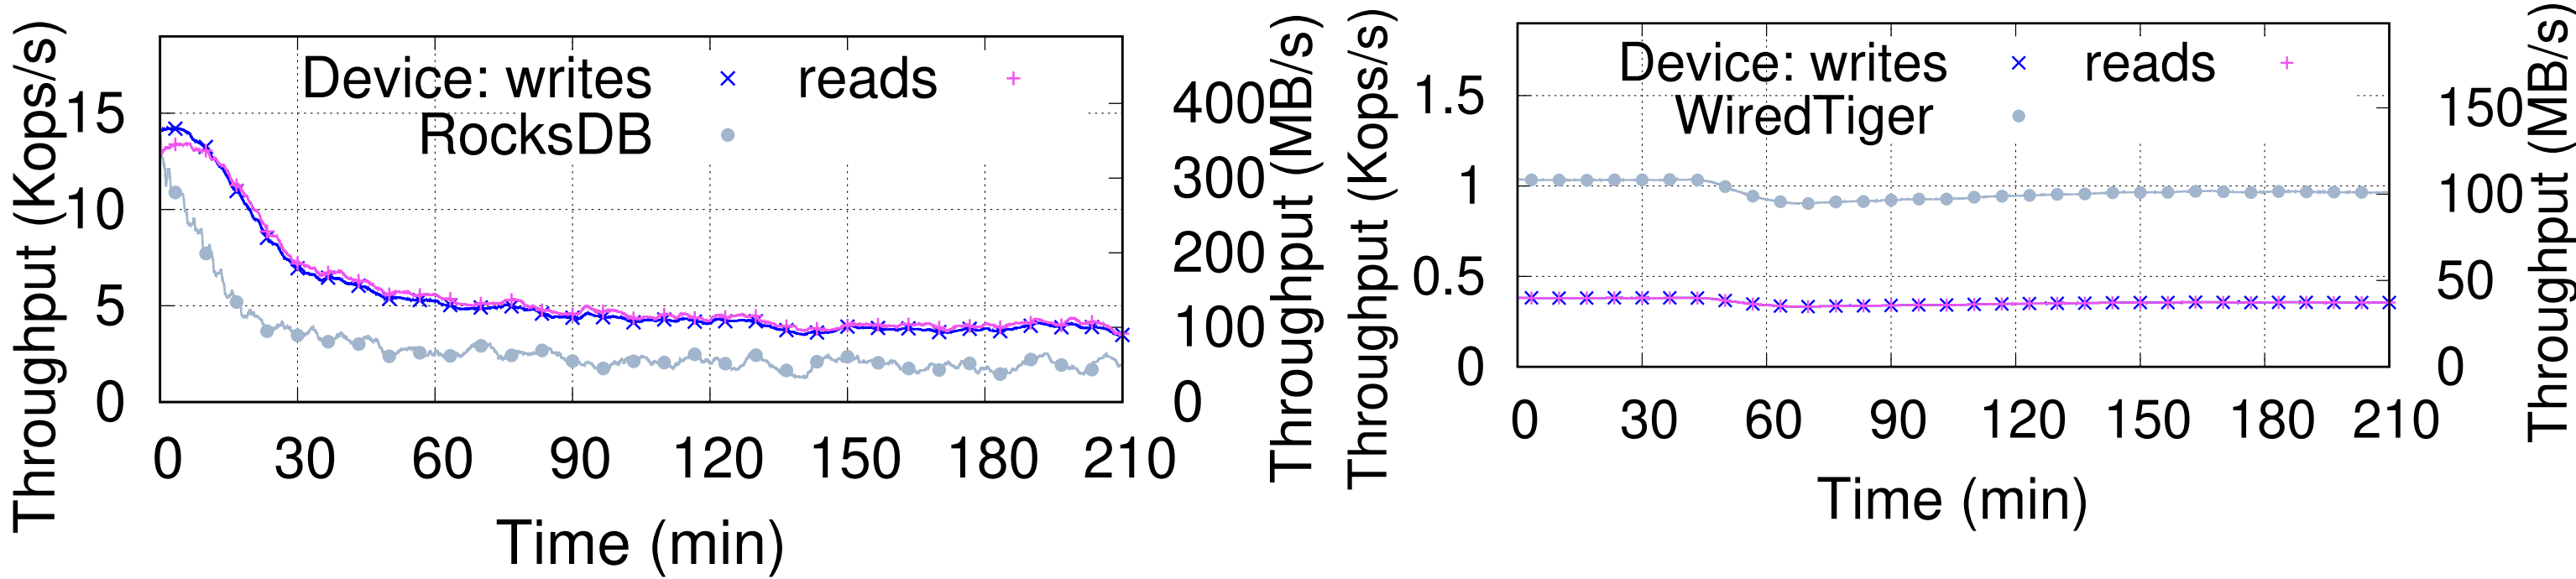 Throughput (Kops/s)
15
10
5
0
Device: writes reads
RocksDB
400
300
200
100
0
Throughput (MB/s)
0 30 60 90 120 150 180 210
Time (min)
Throughput (Kops/s)
1.5
1
0.5
0
Device: writes reads
WiredTiger
150
100
50
0
Throughput (MB/s)
0 30 60 90 120 150 180 210
Time (min)